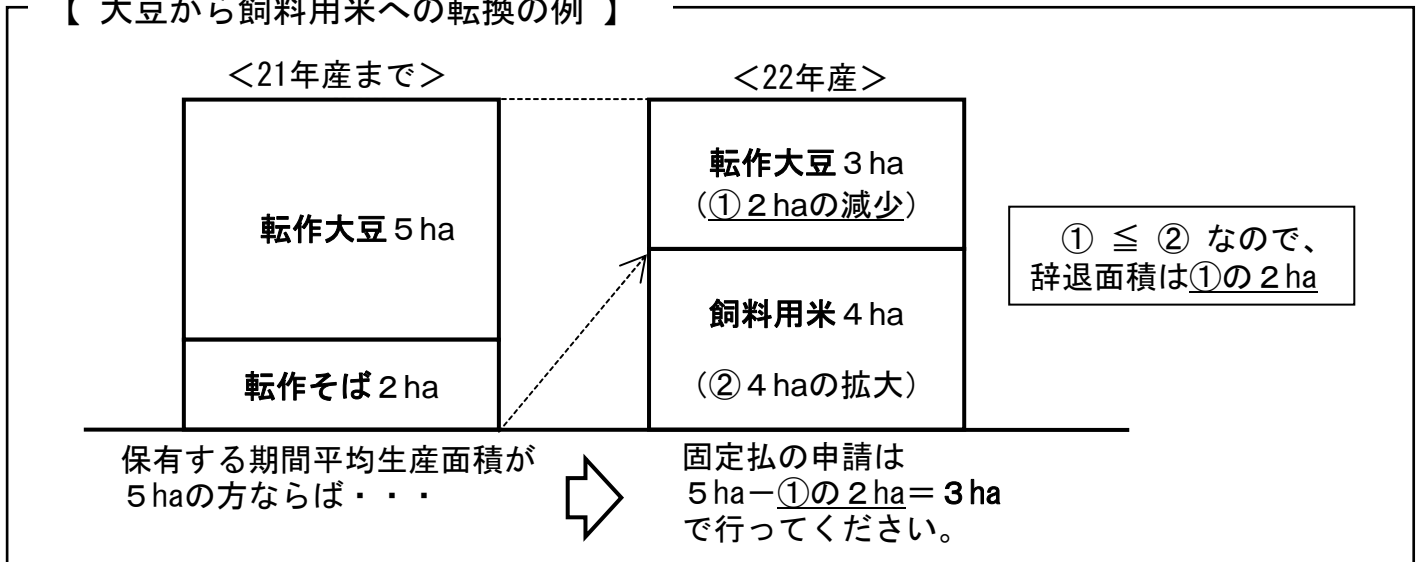 【 大豆から飼料用米への転換の例 】
＜21年産まで＞
転作大豆５ha
転作そば２ha
＜22年産＞
転作大豆３ha
（①２haの減少）
飼料用米４ha
（②４haの拡大）
① ≦ ② なので、
辞退面積は①の２ha
保有する期間平均生産面積が
５haの方ならば・・・
固定払の申請は
５ha－①の２ha＝３ha
で行ってください。